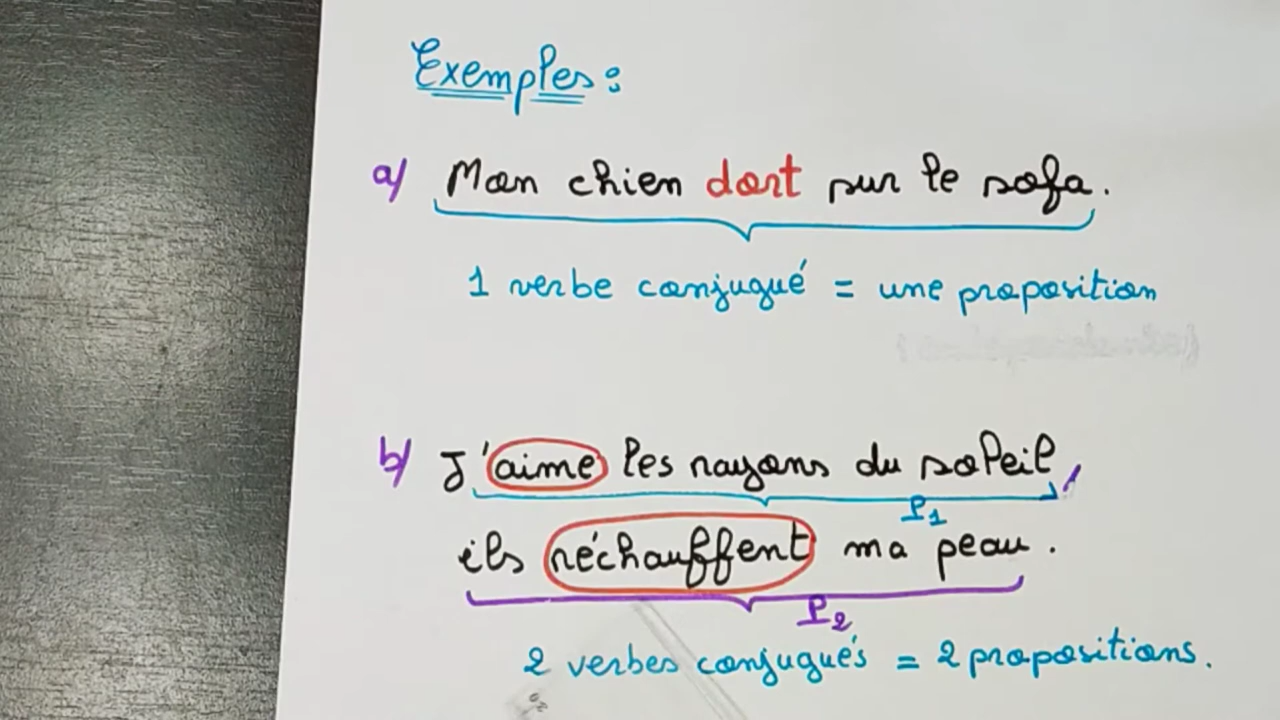 Exemples :
a) Mon chien dort sur le sofa.
1 verbe conjugué = une proposition
b) J'aime les rayons du soleil,
P1
ils réchauffent ma peau.
P2
2 verbes conjugués = 2 propositions.